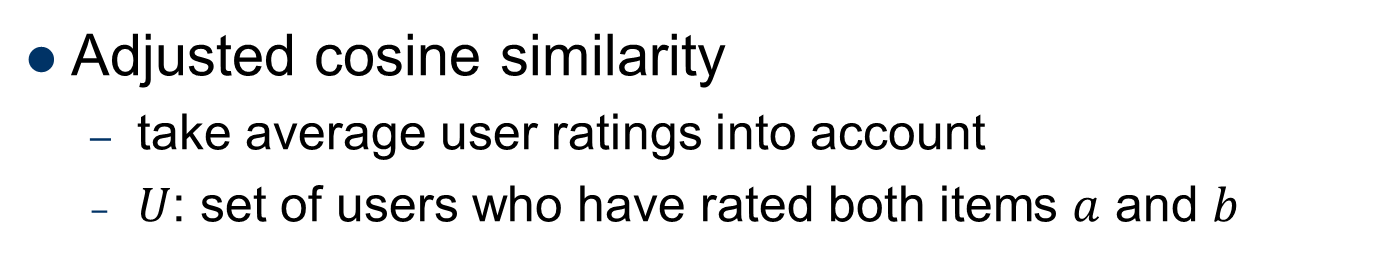 ● Adjusted cosine similarity
– take average user ratings into account
– 𝑈: set of users who have rated both items 𝑎 and 𝑏